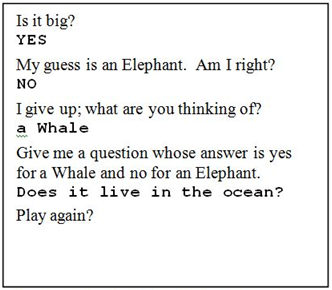 Is it big?
YES
My guess is an Elephant.  Am I right?
NO
I give up; what are you thinking of?
a Whale
Give me a question whose answer is yes
for a Whale and no for an Elephant.
Does it live in the ocean?
Play again?